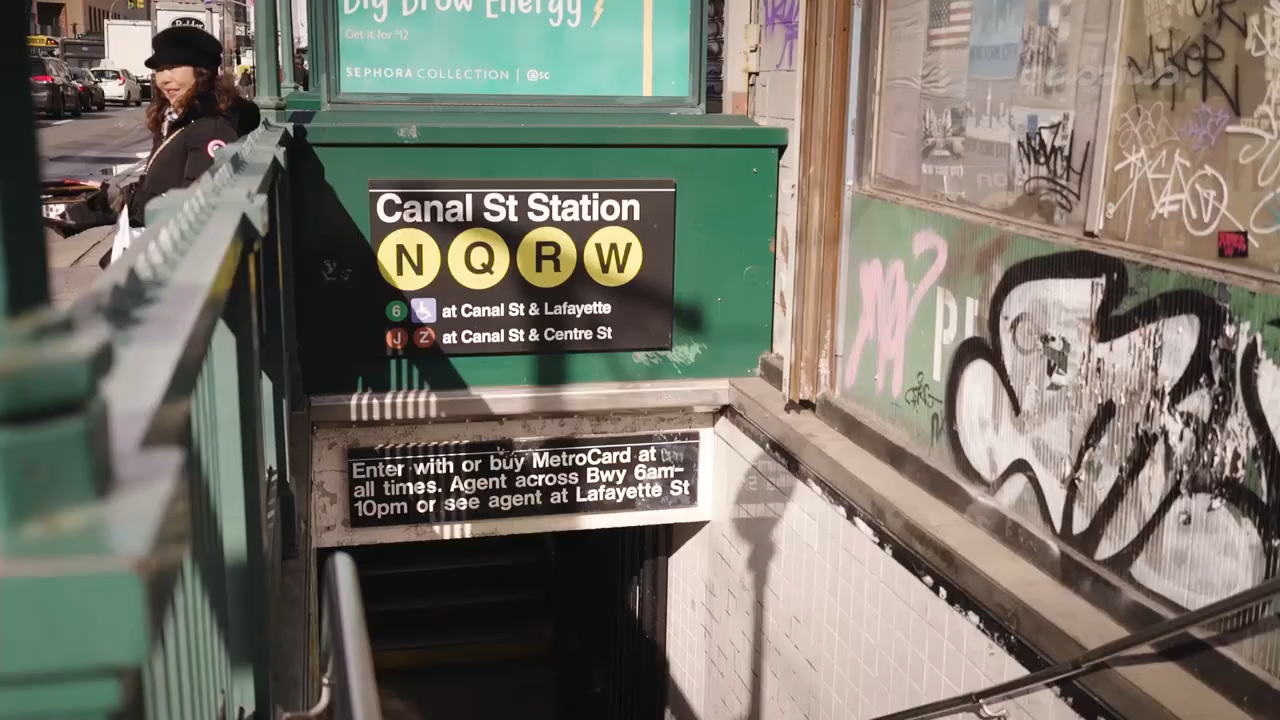 Big Brow Energy
Get it for $12
SEPHORA COLLECTION | @sc
Canal St Station
N Q R W
6 at Canal St & Lafayette
J Z at Canal St & Centre St
Enter with or buy MetroCard at
all times. Agent across Bwy 6am–
10pm or see agent at Lafayette St